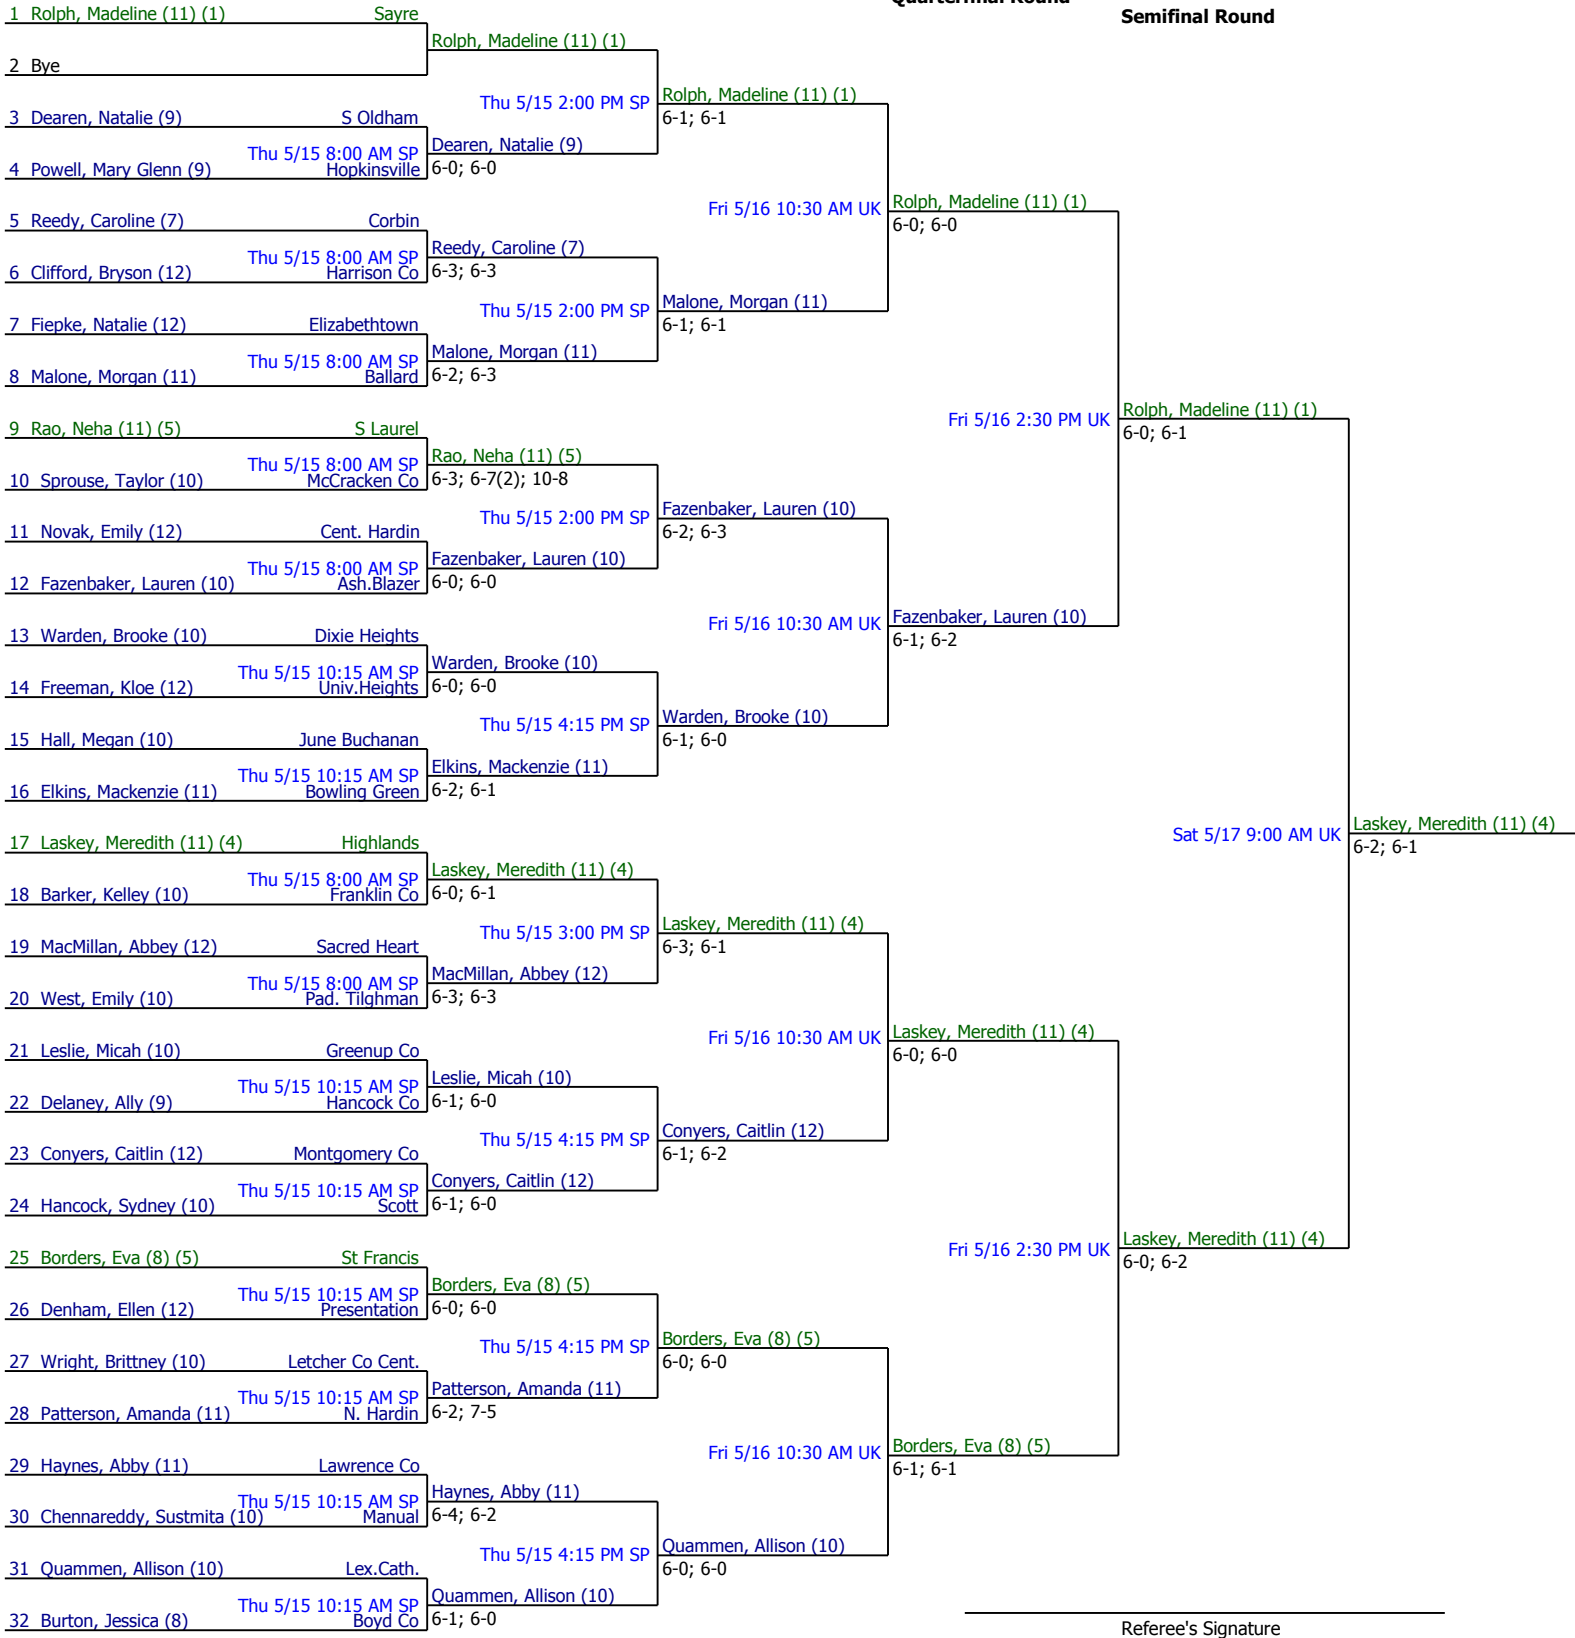 Quarterfinal Round
Semifinal Round
1 Rolph, Madeline (11) (1) Sayre
Rolph, Madeline (11) (1)
2 Bye
Thu 5/15 2:00 PM SP
Rolph, Madeline (11) (1)
6-1; 6-1
3 Dearen, Natalie (9) S Oldham
Thu 5/15 8:00 AM SP
Dearen, Natalie (9)
6-0; 6-0
4 Powell, Mary Glenn (9) Hopkinsville
Fri 5/16 10:30 AM UK
Rolph, Madeline (11) (1)
6-0; 6-0
5 Reedy, Caroline (7) Corbin
Thu 5/15 8:00 AM SP
Reedy, Caroline (7)
6-3; 6-3
6 Clifford, Bryson (12) Harrison Co
Thu 5/15 2:00 PM SP
Malone, Morgan (11)
6-1; 6-1
7 Fiepke, Natalie (12) Elizabethtown
Thu 5/15 8:00 AM SP
Malone, Morgan (11)
6-2; 6-3
8 Malone, Morgan (11) Ballard
Fri 5/16 2:30 PM UK
Rolph, Madeline (11) (1)
6-0; 6-1
9 Rao, Neha (11) (5) S Laurel
Thu 5/15 8:00 AM SP
Rao, Neha (11) (5)
6-3; 6-7(2); 10-8
10 Sprouse, Taylor (10) McCracken Co
Thu 5/15 2:00 PM SP
Fazenbaker, Lauren (10)
6-2; 6-3
11 Novak, Emily (12) Cent. Hardin
Thu 5/15 8:00 AM SP
Fazenbaker, Lauren (10)
6-0; 6-0
12 Fazenbaker, Lauren (10) Ash.Blazer
Fri 5/16 10:30 AM UK
Fazenbaker, Lauren (10)
6-1; 6-2
13 Warden, Brooke (10) Dixie Heights
Thu 5/15 10:15 AM SP
Warden, Brooke (10)
6-0; 6-0
14 Freeman, Kloe (12) Univ.Heights
Thu 5/15 4:15 PM SP
Warden, Brooke (10)
6-1; 6-0
15 Hall, Megan (10) June Buchanan
Thu 5/15 10:15 AM SP
Elkins, Mackenzie (11)
6-2; 6-1
16 Elkins, Mackenzie (11) Bowling Green
Sat 5/17 9:00 AM UK
Laskey, Meredith (11) (4)
6-2; 6-1
17 Laskey, Meredith (11) (4) Highlands
Thu 5/15 8:00 AM SP
Laskey, Meredith (11) (4)
6-0; 6-1
18 Barker, Kelley (10) Franklin Co
Thu 5/15 3:00 PM SP
Laskey, Meredith (11) (4)
6-3; 6-1
19 MacMillan, Abbey (12) Sacred Heart
Thu 5/15 8:00 AM SP
MacMillan, Abbey (12)
6-3; 6-3
20 West, Emily (10) Pad. Tilghman
Fri 5/16 10:30 AM UK
Laskey, Meredith (11) (4)
6-0; 6-0
21 Leslie, Micah (10) Greenup Co
Thu 5/15 10:15 AM SP
Leslie, Micah (10)
6-1; 6-0
22 Delaney, Ally (9) Hancock Co
Thu 5/15 4:15 PM SP
Conyers, Caitlin (12)
6-1; 6-2
23 Conyers, Caitlin (12) Montgomery Co
Thu 5/15 10:15 AM SP
Conyers, Caitlin (12)
6-1; 6-0
24 Hancock, Sydney (10) Scott
Fri 5/16 2:30 PM UK
Laskey, Meredith (11) (4)
6-0; 6-2
25 Borders, Eva (8) (5) St Francis
Thu 5/15 10:15 AM SP
Borders, Eva (8) (5)
6-0; 6-0
26 Denham, Ellen (12) Presentation
Thu 5/15 4:15 PM SP
Borders, Eva (8) (5)
6-0; 6-0
27 Wright, Brittney (10) Letcher Co Cent.
Thu 5/15 10:15 AM SP
Patterson, Amanda (11)
6-2; 7-5
28 Patterson, Amanda (11) N. Hardin
Fri 5/16 10:30 AM UK
Borders, Eva (8) (5)
6-1; 6-1
29 Haynes, Abby (11) Lawrence Co
Thu 5/15 10:15 AM SP
Haynes, Abby (11)
6-4; 6-2
30 Chennareddy, Sustmita (10) Manual
Thu 5/15 4:15 PM SP
Quammen, Allison (10)
6-0; 6-0
31 Quammen, Allison (10) Lex.Cath.
Thu 5/15 10:15 AM SP
Quammen, Allison (10)
6-1; 6-0
32 Burton, Jessica (8) Boyd Co
Referee's Signature